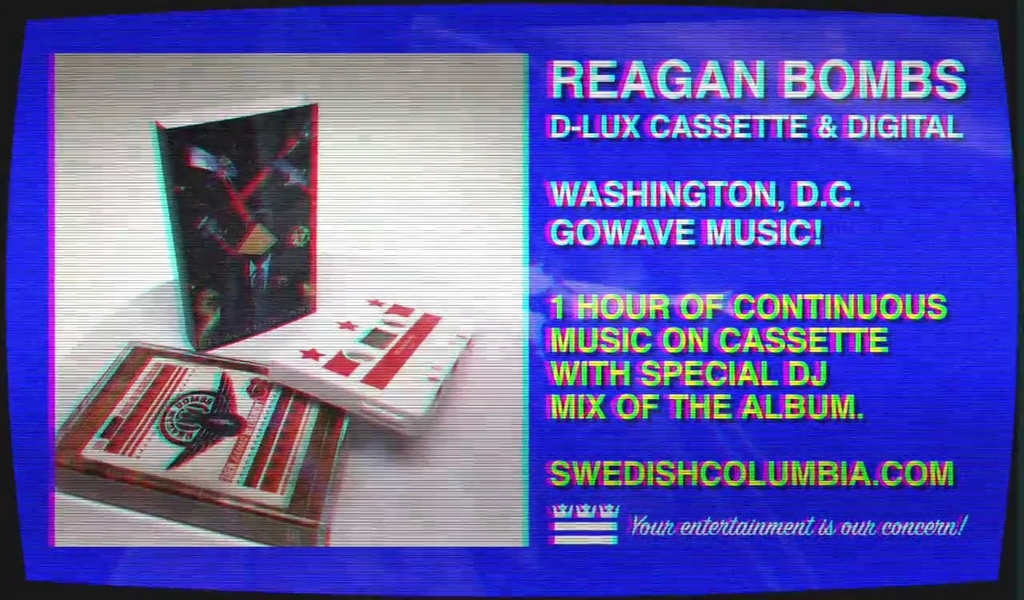 REAGAN BOMBS
D-LUX CASSETTE & DIGITAL
WASHINGTON, D.C.
GOWAVE MUSIC!
1 HOUR OF CONTINUOUS
MUSIC ON CASSETTE
WITH SPECIAL DJ
MIX OF THE ALBUM.
SWEDISHCOLUMBIA.COM
Your entertainment is our concern!